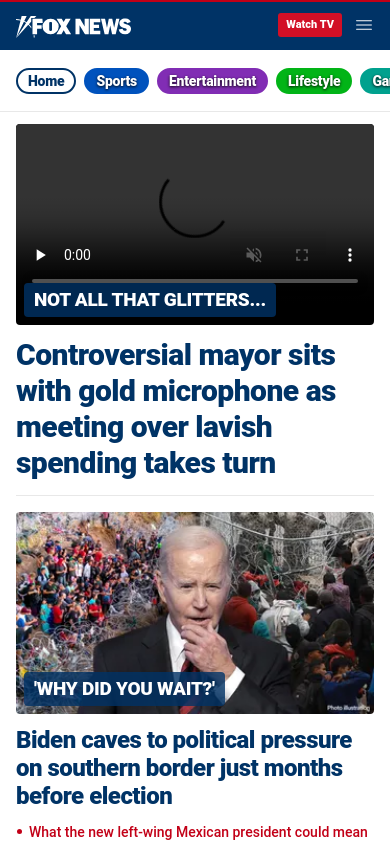 FOX NEWS
Watch TV
Home
Sports
Entertainment
Lifestyle
Ga
0:00
NOT ALL THAT GLITTERS...
Controversial mayor sits
with gold microphone as
meeting over lavish
spending takes turn
'WHY DID YOU WAIT?'
Photo illustration
Biden caves to political pressure
on southern border just months
before election
• What the new left-wing Mexican president could mean